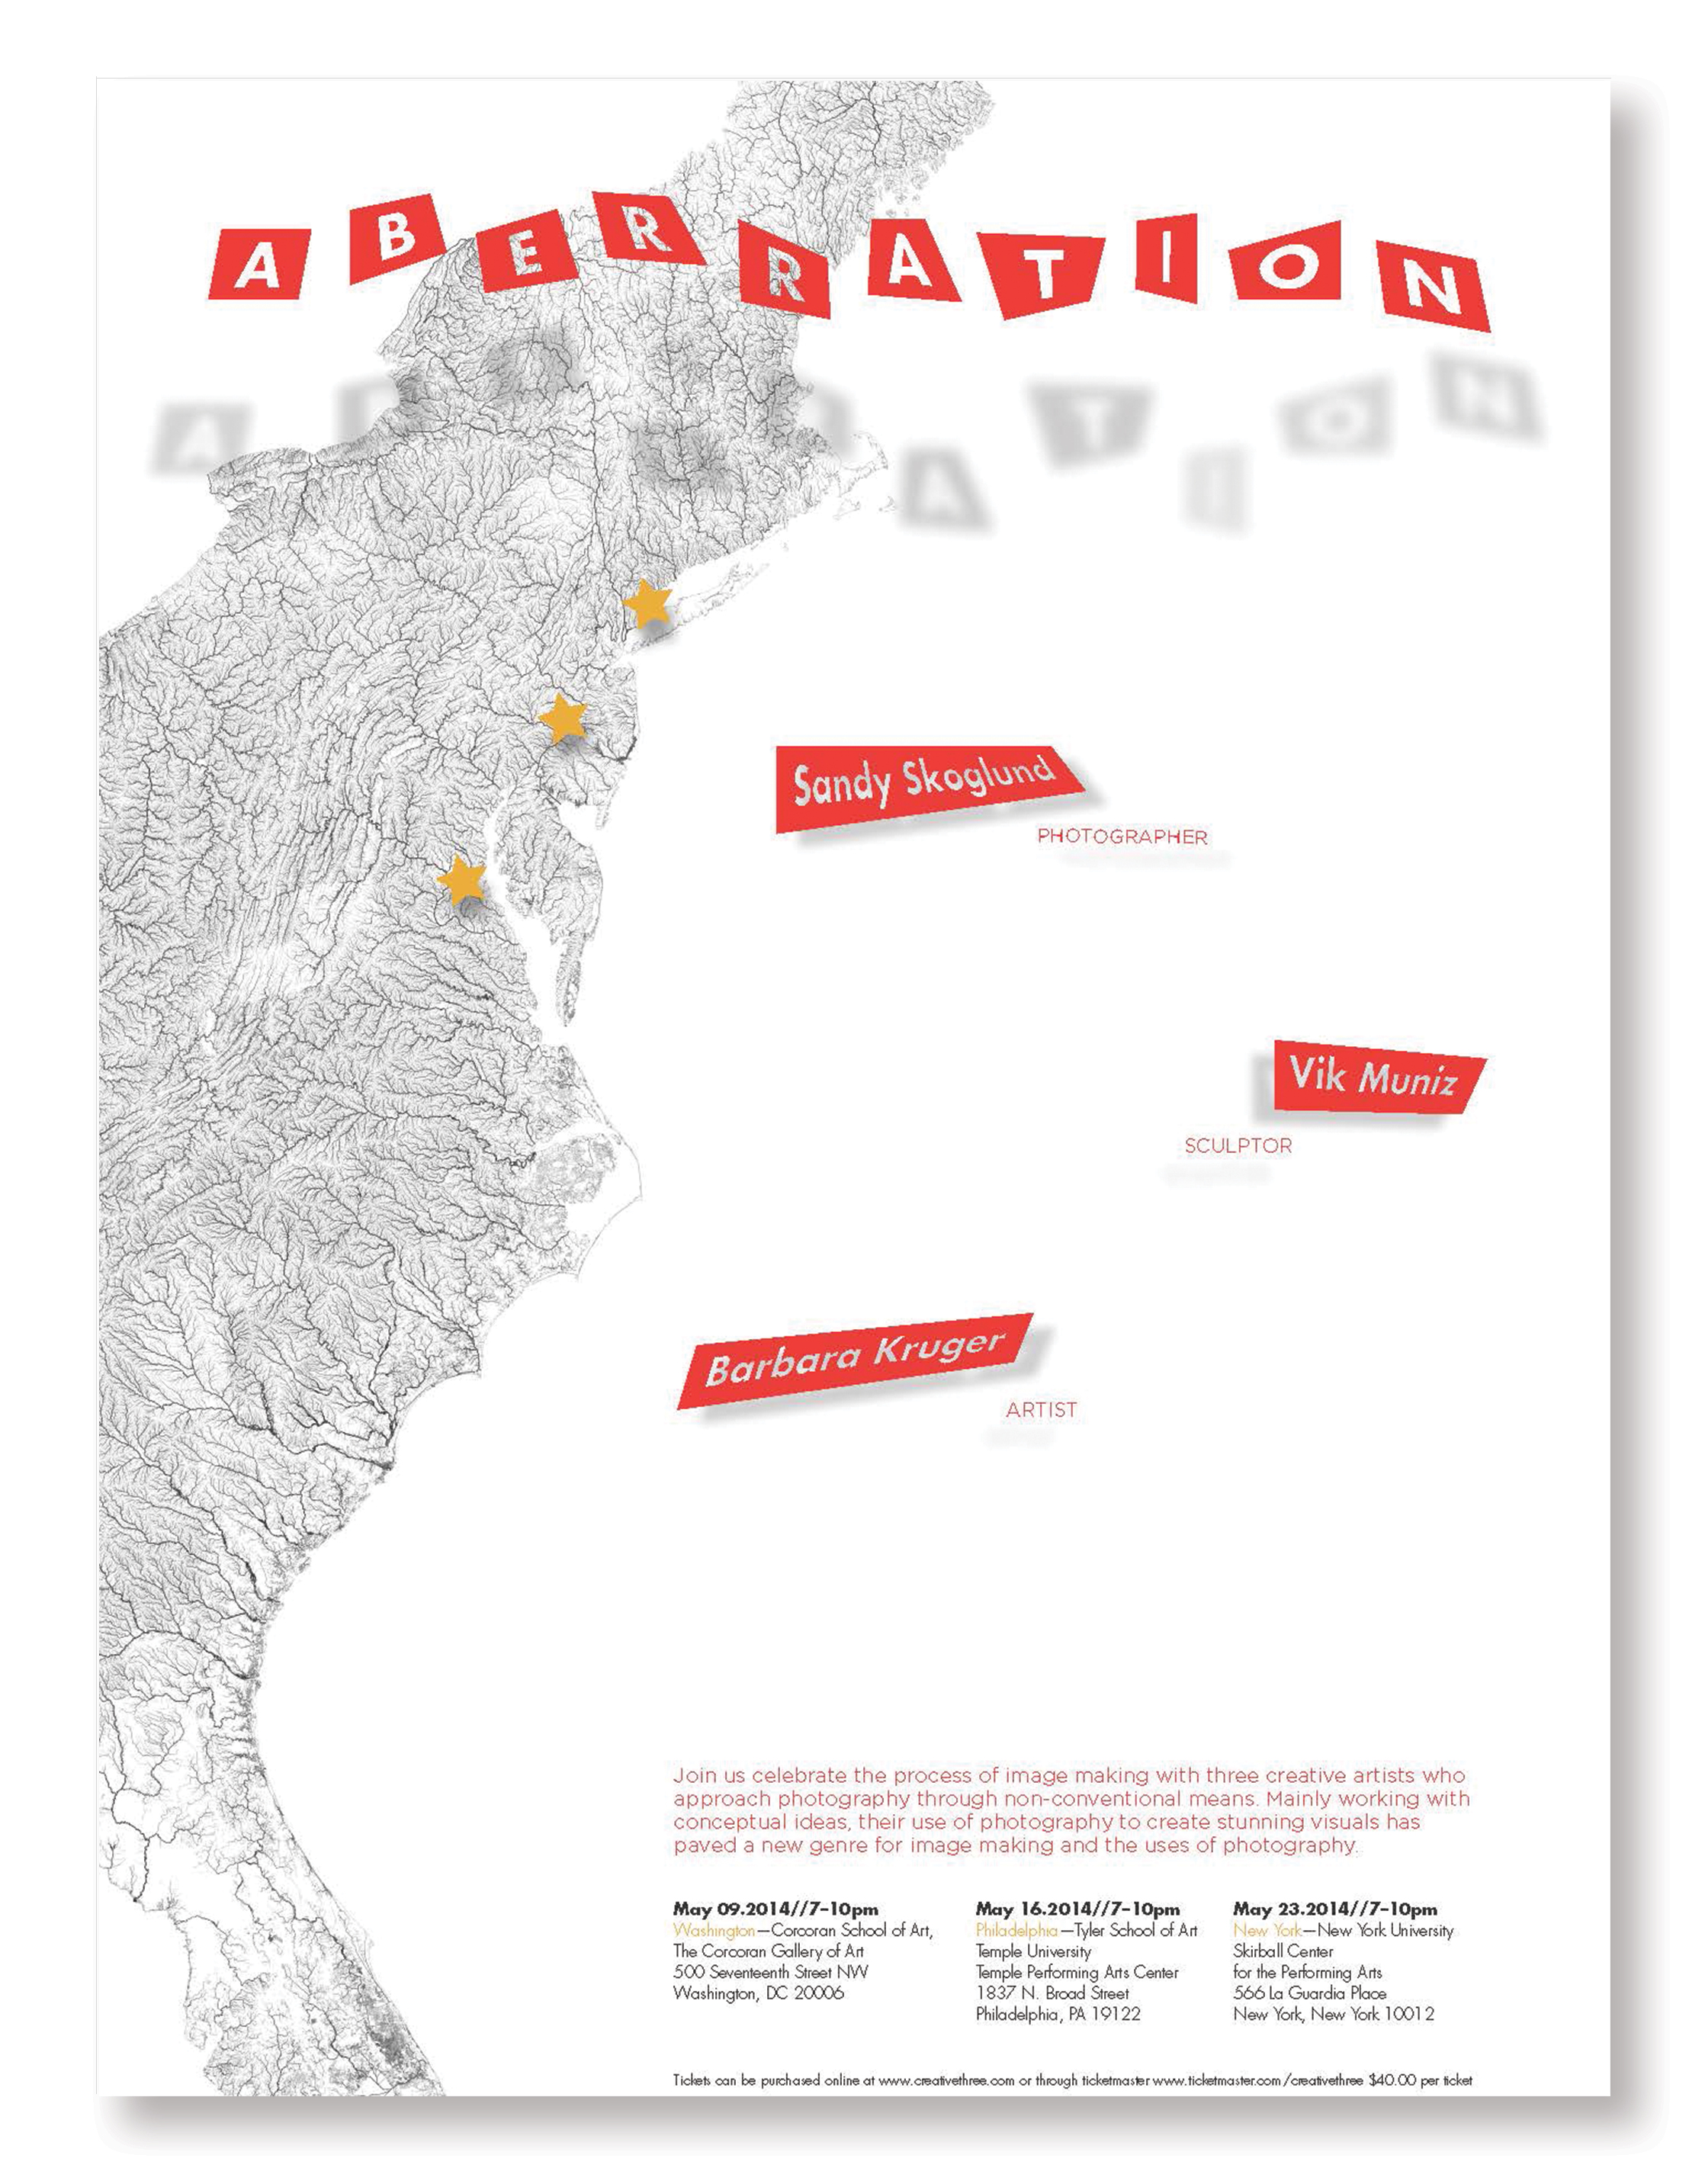 ABERRATION
Sandy Skoglund
PHOTOGRAPHER
Vik Muniz
SCULPTOR
Barbara Kruger
ARTIST
Join us celebrate the process of image making with three creative artists who
approach photography through non-conventional means. Mainly working with
conceptual ideas, their use of photography to create stunning visuals has
paved a new genre for image making and the uses of photography.
May 09.2014//7–10pm
Washington—Corcoran School of Art,
The Corcoran Gallery of Art
500 Seventeenth Street NW
Washington, DC 20006
May 16.2014//7–10pm
Philadelphia—Tyler School of Art
Temple University
Temple Performing Arts Center
1837 N. Broad Street
Philadelphia, PA 19122
May 23.2014//7–10pm
New York—New York University
Skirball Center
for the Performing Arts
566 La Guardia Place
New York, New York 10012
Tickets can be purchased online at www.creativethree.com or through ticketmaster www.ticketmaster.com/creativethree $40.00 per ticket